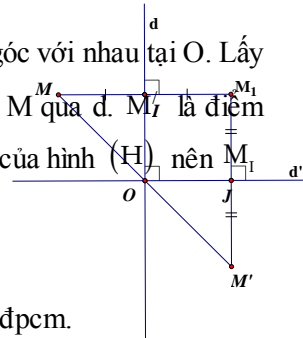 d
góc với nhau tại O. Lấy
M M₁
M qua d. M₁ là điểm
của hình (H) nên M₁
d'
O J
M'
đpcm.